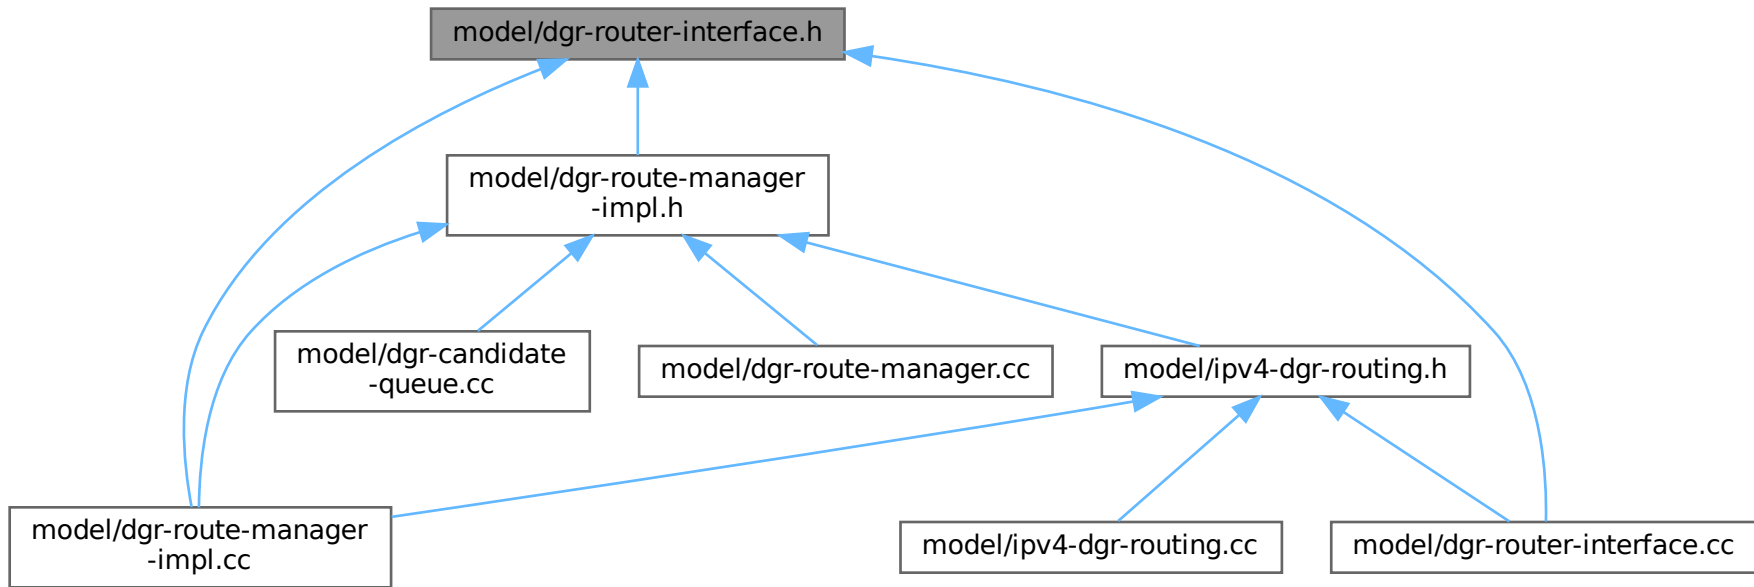 model/dgr-router-interface.h
model/dgr-route-manager
-impl.h
model/dgr-candidate
-queue.cc
model/dgr-route-manager.cc
model/ipv4-dgr-routing.h
model/dgr-route-manager
-impl.cc
model/ipv4-dgr-routing.cc
model/dgr-router-interface.cc